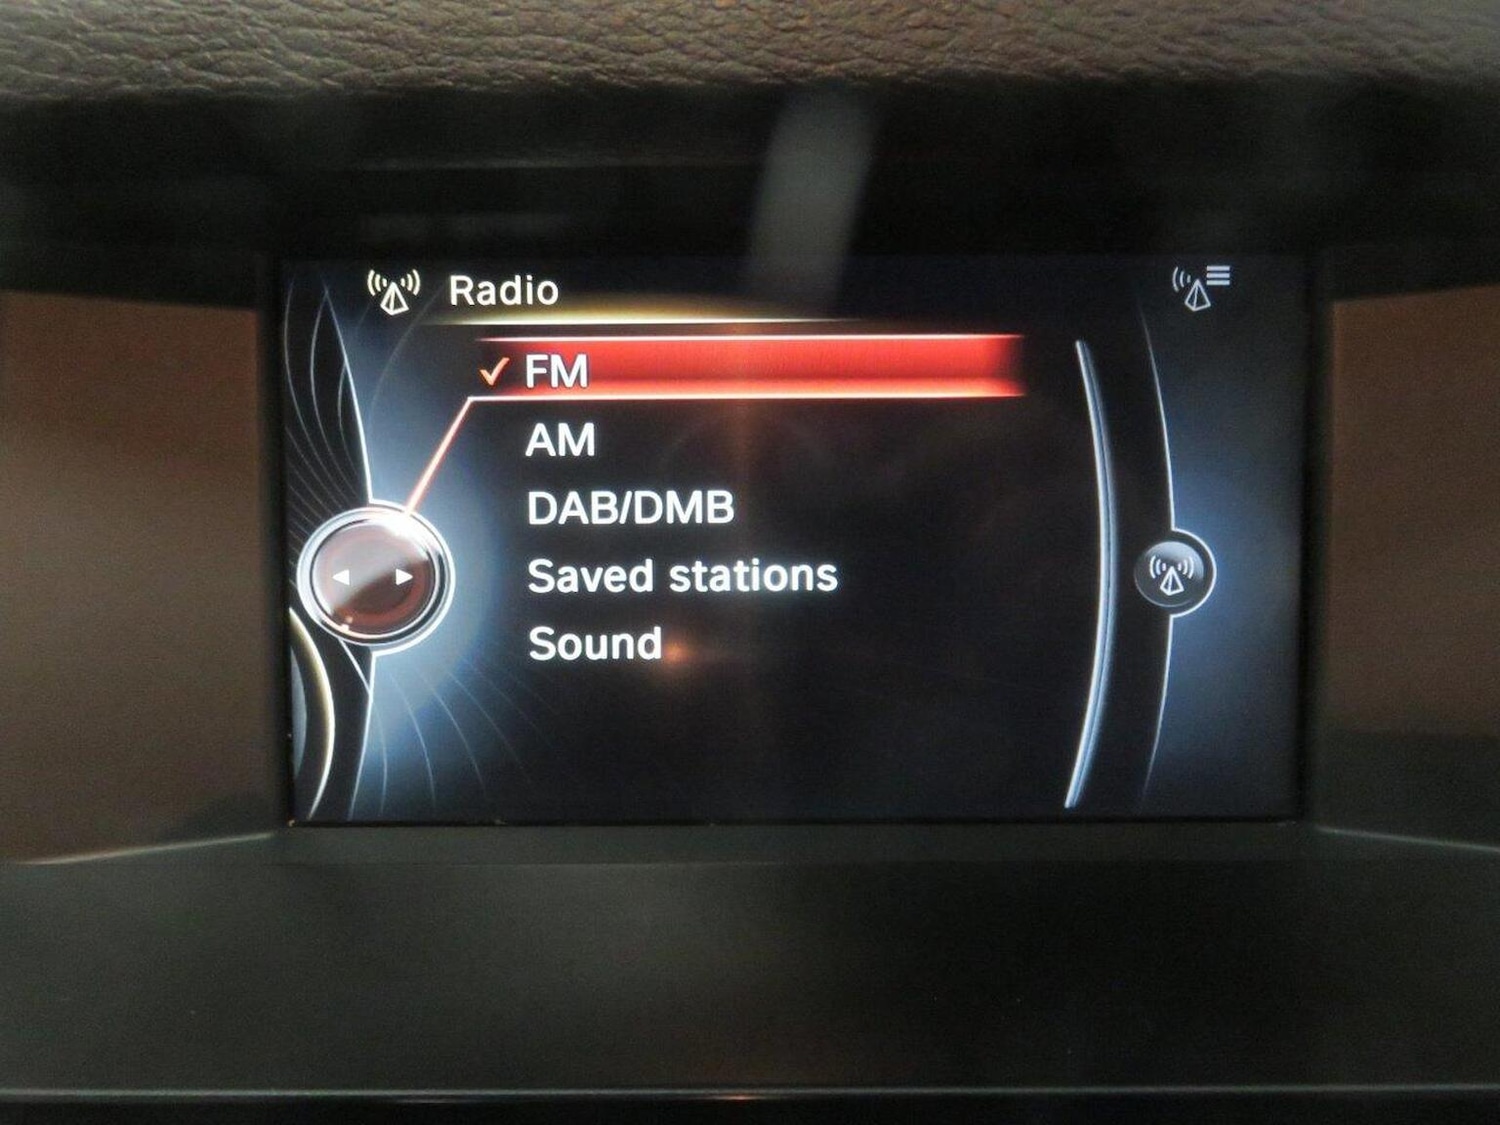 Radio
✓ FM
AM
DAB/DMB
Saved stations
Sound